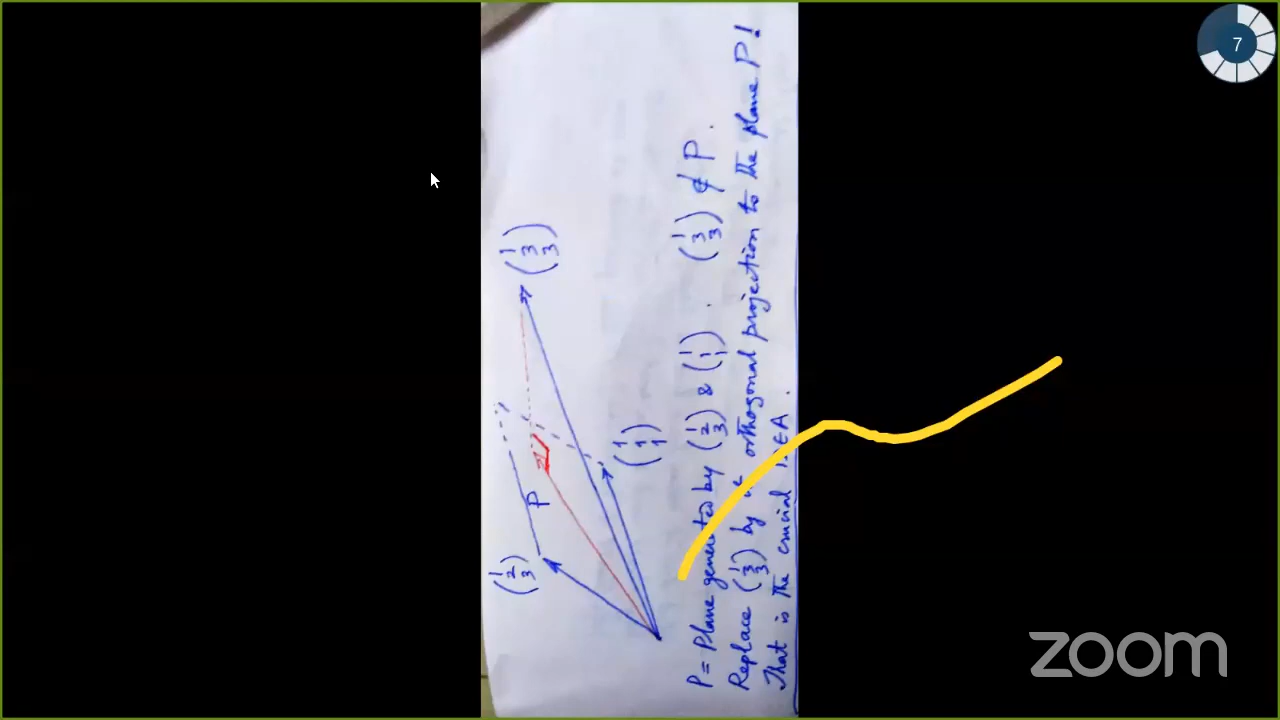 (1 3 3)
(1 2 3)
P
(1 1 1)
P = Plane generated by (1 2 3) & (1 1 1). (1 3 3) ∉ P.
Replace (1 3 3) by orthogonal projection to the plane P!
That is the crucial IDEA.
7
zoom